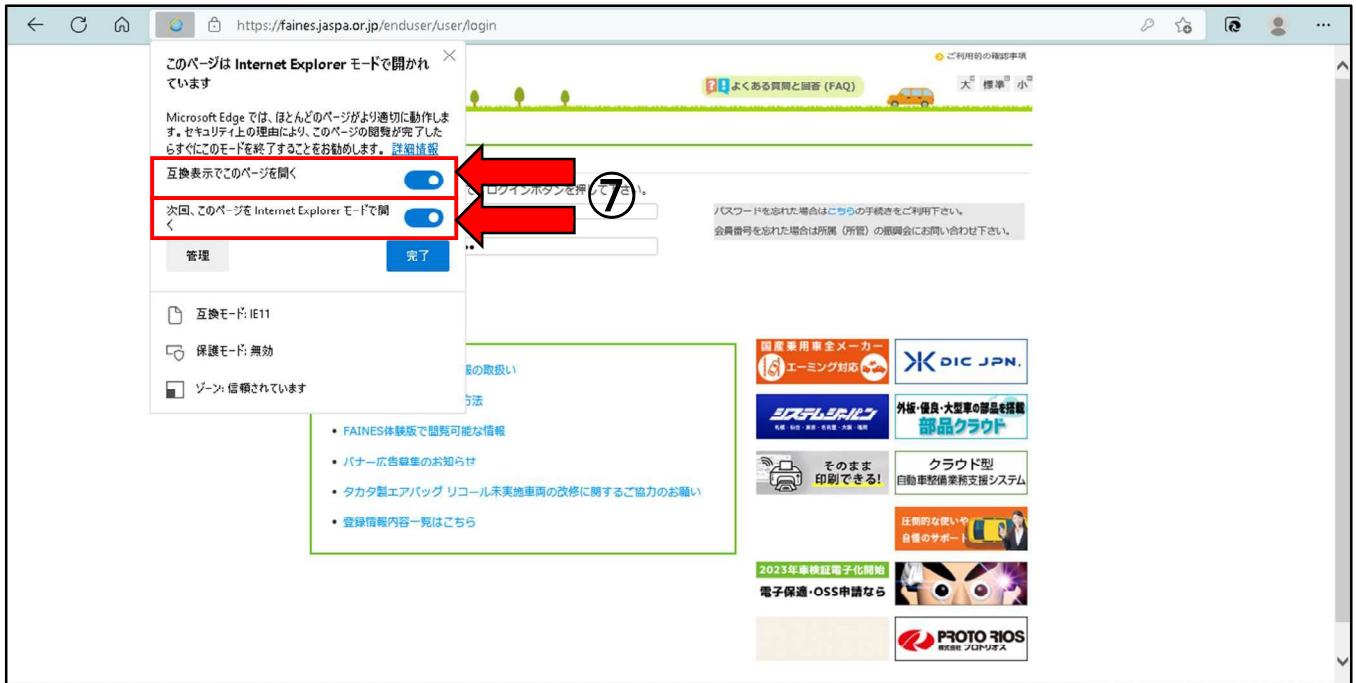 https://faines.jaspa.or.jp/enduser/user/login
このページは Internet Explorer モードで開かれ
ています
Microsoft Edge では、ほとんどのページがより適切に動作しま
す。セキュリティ上の理由により、このページの閲覧が完了した
らすぐにこのモードを終了することをお勧めします。 詳細情報
互換表示でこのページを開く
次回、このページを Internet Explorer モードで開
く
管理
完了
互換モード: IE11
保護モード: 無効
ゾーン: 信頼されています
⑦
ご利用前の確認事項
よくある質問と回答 (FAQ)
大 標準 小
ログインボタンを押して下さい。
パスワードを忘れた場合はこちらの手続きをご利用下さい。
会員番号を忘れた場合は所属（所管）の振興会にお問い合わせ下さい。
の取扱い
方法
• FAINES体験版で閲覧可能な情報
• バナー広告募集のお知らせ
• タカタ製エアバッグ リコール未実施車両の改修に関するご協力のお願い
• 登録情報内容一覧はこちら
国産乗用車全メーカー
エーミング対応
DIC JPN.
システムジャパン
札幌・仙台・東京・名古屋・大阪・福岡
外板・優良・大型車の部品を搭載
部品クラウド
そのまま
印刷できる!
クラウド型
自動車整備業務支援システム
圧倒的な使いや
自慢のサポート
2023年車検証電子化開始
電子保適・OSS申請なら
PROTO RIOS
株式会社 プロトリオス